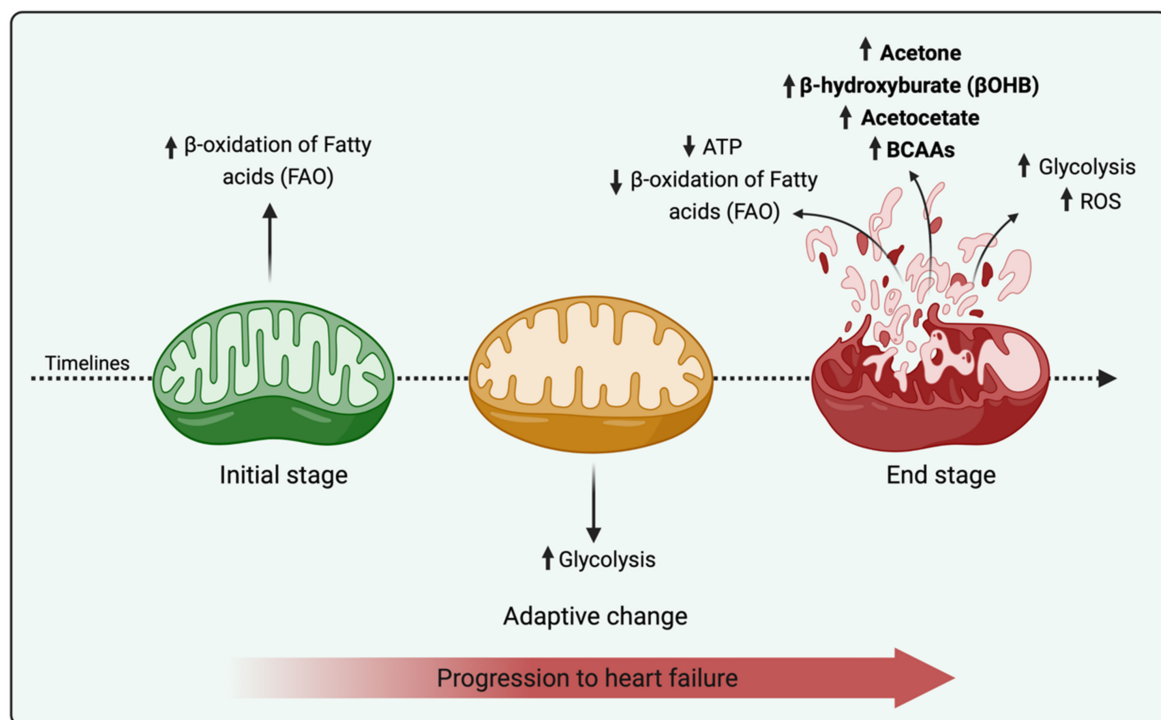 ↑ Acetone
↑ β-hydroxyburate (βOHB)
↑ Acetocetate
↑ BCAAs
↑ β-oxidation of Fatty
acids (FAO)
↓ ATP
↓ β-oxidation of Fatty
acids (FAO)
↑ Glycolysis
↑ ROS
Timelines
Initial stage
End stage
↑ Glycolysis
Adaptive change
Progression to heart failure